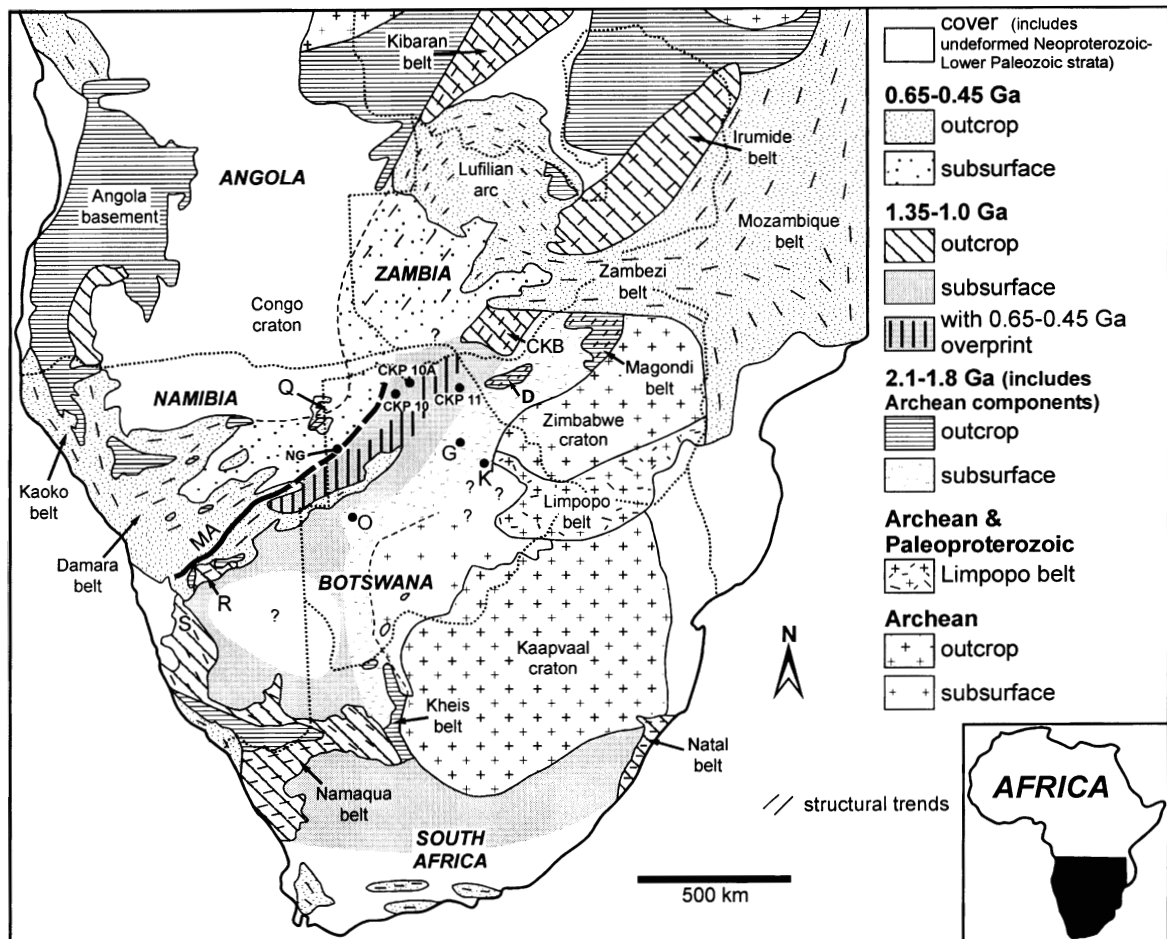 Kibaran
belt
Irumide
belt
Lufilian
arc
ANGOLA
Angola
basement
Mozambique
belt
ZAMBIA
Zambezi
belt
Congo
craton
?
CKB
Magondi
belt
CKP 10A
CKP 10
CKP 11
D
NAMIBIA
Q
Zimbabwe
craton
NG
G
K
Kaoko
belt
?
?
?
Limpopo
belt
O
MA
Damara
belt
R
BOTSWANA
S
?
Kaapvaal
craton
N
Kheis
belt
Natal
belt
Namaqua
belt
structural trends
SOUTH
AFRICA
500 km
cover (includes
undeformed Neoproterozoic-
Lower Paleozoic strata)
0.65-0.45 Ga
outcrop
subsurface
1.35-1.0 Ga
outcrop
subsurface
with 0.65-0.45 Ga
overprint
2.1-1.8 Ga (includes
Archean components)
outcrop
subsurface
Archean &
Paleoproterozoic
Limpopo belt
Archean
outcrop
subsurface
AFRICA